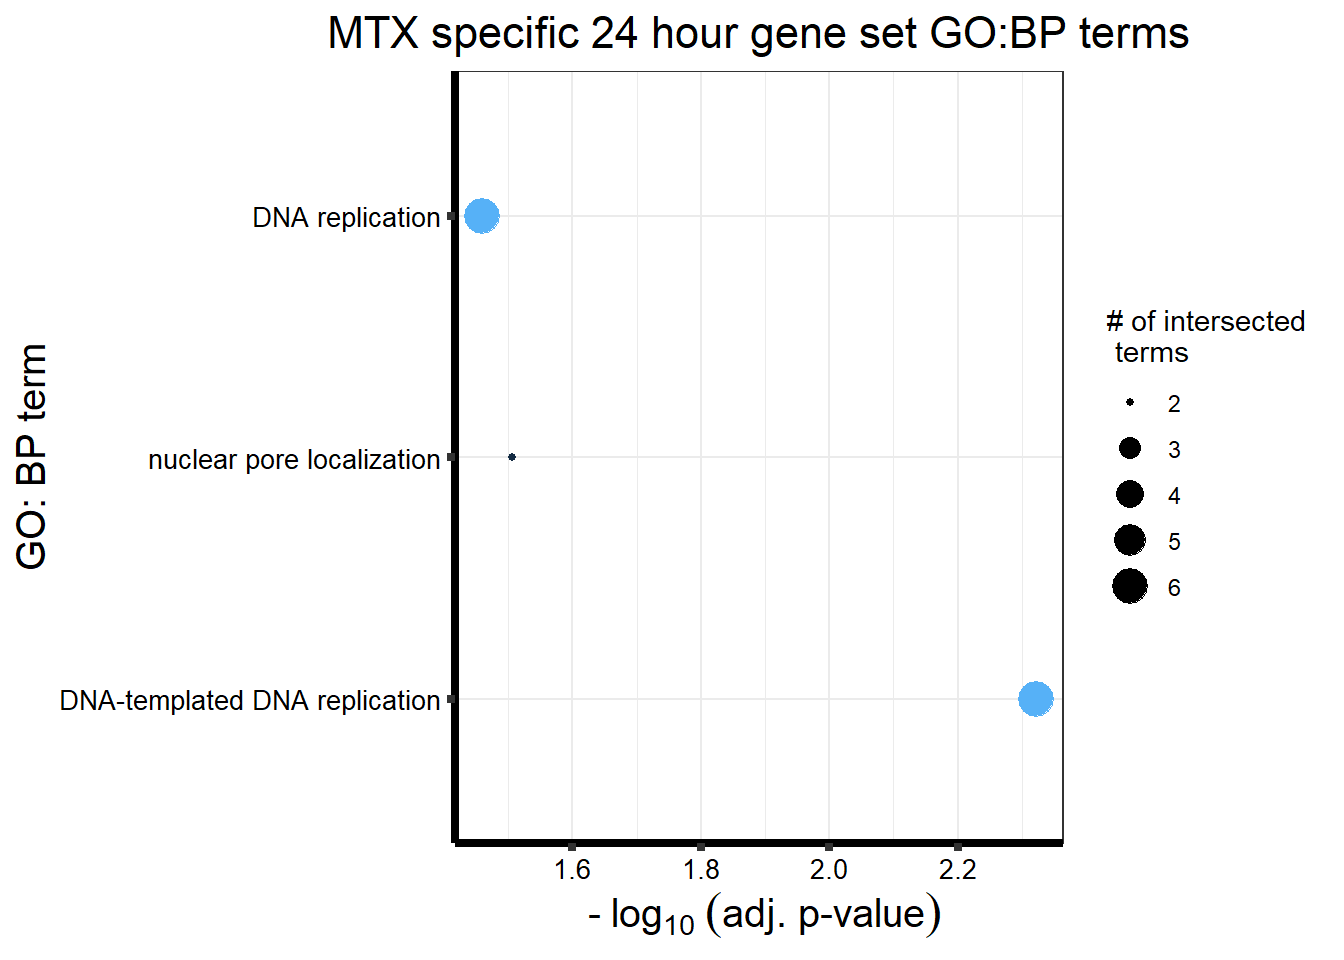 MTX specific 24 hour gene set GO:BP terms
GO: BP term
DNA replication
nuclear pore localization
DNA-templated DNA replication
1.6 1.8 2.0 2.2
- log10 (adj. p-value)
# of intersected
terms
2
3
4
5
6